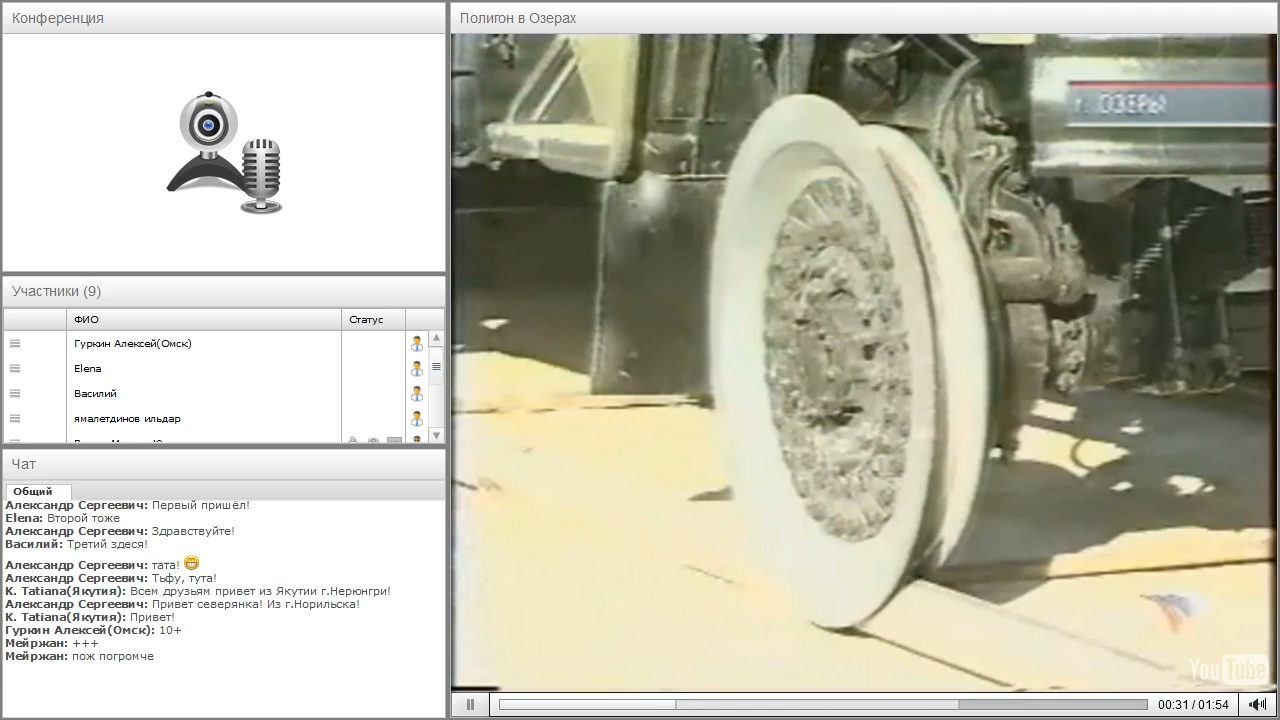 Конференция
Полигон в Озерах
г. ОЗЕРЫ
Участники (9)
ФИО
Статус
Гуркин Алексей(Омск)
Elena
Василий
ямалетдинов ильдар
Чат
Общий
Александр Сергеевич: Первый пришёл!
Elena: Второй тоже
Александр Сергеевич: Здравствуйте!
Василий: Третий здеся!
Александр Сергеевич: тата!
Александр Сергеевич: Тьфу, тута!
K. Tatiana(Якутия): Всем друзьям привет из Якутии г.Нерюнгри!
Александр Сергеевич: Привет северянка! Из г.Норильска!
K. Tatiana(Якутия): Привет!
Гуркин Алексей(Омск): 10+
Мейржан: +++
Мейржан: пож погромче
YouTube
00:31 / 01:54